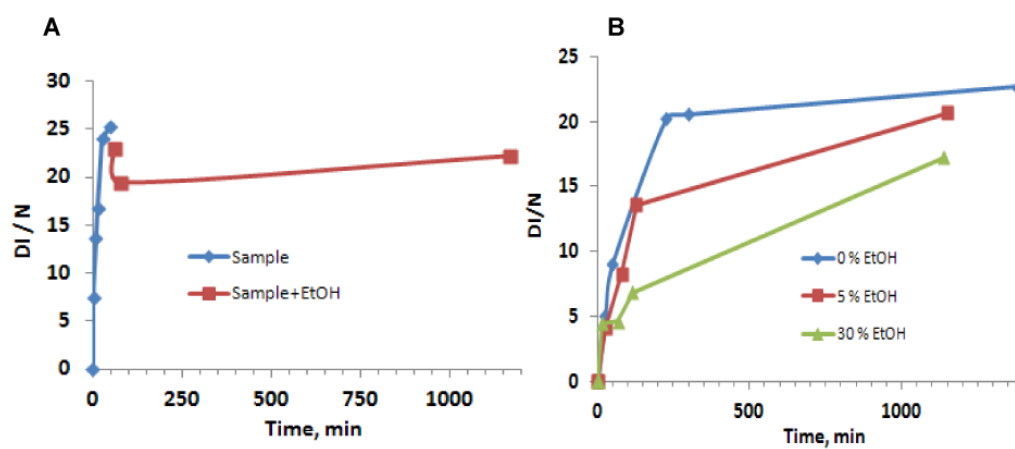 A
30
25
20
15
10
5
0
DI / N
0 250 500 750 1000
Time, min
Sample
Sample+EtOH
B
25
20
15
10
5
0
DI/N
0 500 1000
Time, min
0 % EtOH
5 % EtOH
30 % EtOH